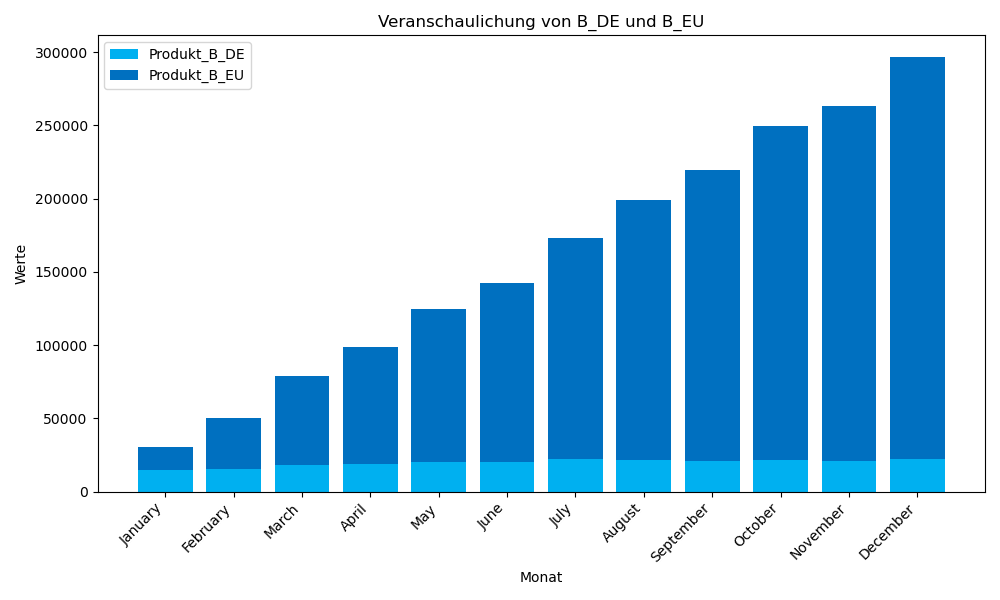 Veranschaulichung von B_DE und B_EU
Produkt_B_DE
Produkt_B_EU
Werte
300000
250000
200000
150000
100000
50000
0
January
February
March
April
May
June
July
August
September
October
November
December
Monat